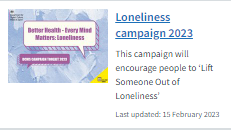 Better Health - Every Mind
Matters: Loneliness
Loneliness
campaign 2023
This campaign will
encourage people to ‘Lift
Someone Out of
Loneliness’
Last updated: 15 February 2023